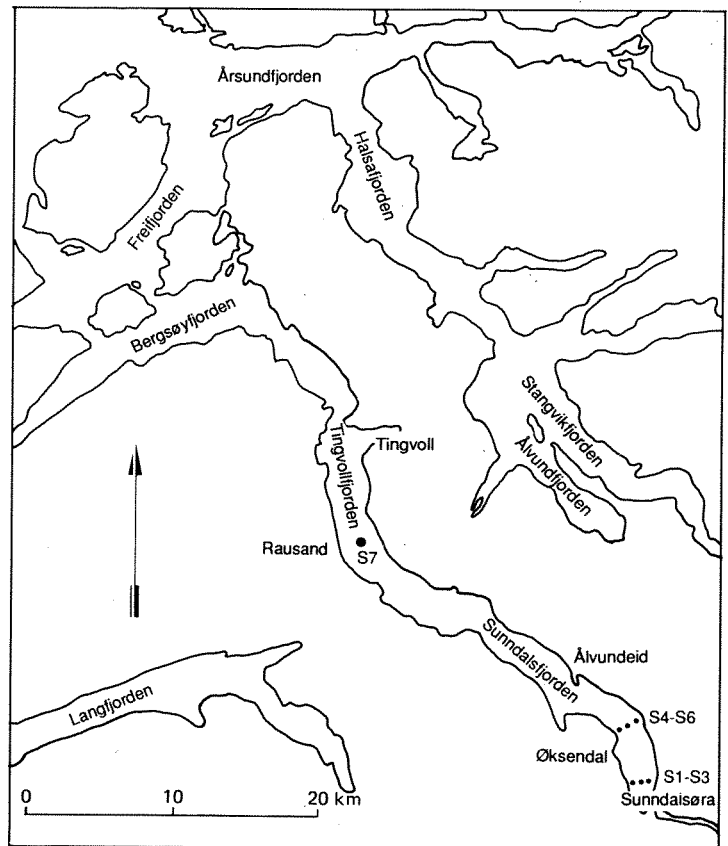 Årsundfjorden
Halsafjorden
Freifjorden
Bergsøyfjorden
Stangvikfjorden
Ålvundfjorden
Tingvoll
Tingvollfjorden
Rausand
S7
Sunndalsfjorden
Ålvundeid
Langfjorden
S4-S6
Øksendal
S1-S3
Sunndaisøra
0 10 20 km